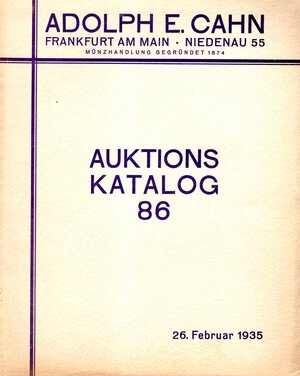 ADOLPH E. CAHN
FRANKFURT AM MAIN · NIEDENAU 55
MÜNZHANDLUNG GEGRÜNDET 1874
AUKTIONS
KATALOG
86
26. Februar 1935